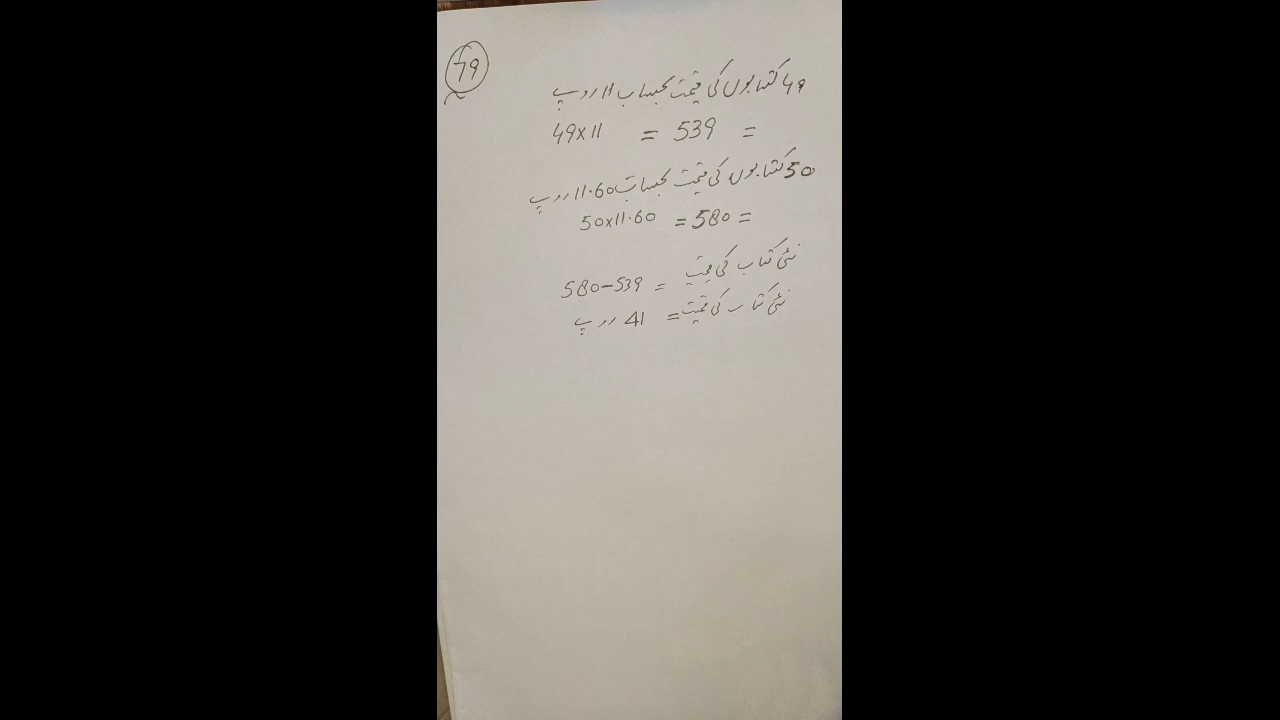 79
49 کتابوں کی قیمت بحساب 11 روپے
= 539 = 49x11
50 کتابوں کی قیمت بحساب 11.60 روپے
= 580 = 50x11.60
نئی کتاب کی قیمت = 580-539
نئی کتاب کی قیمت = 41 روپے